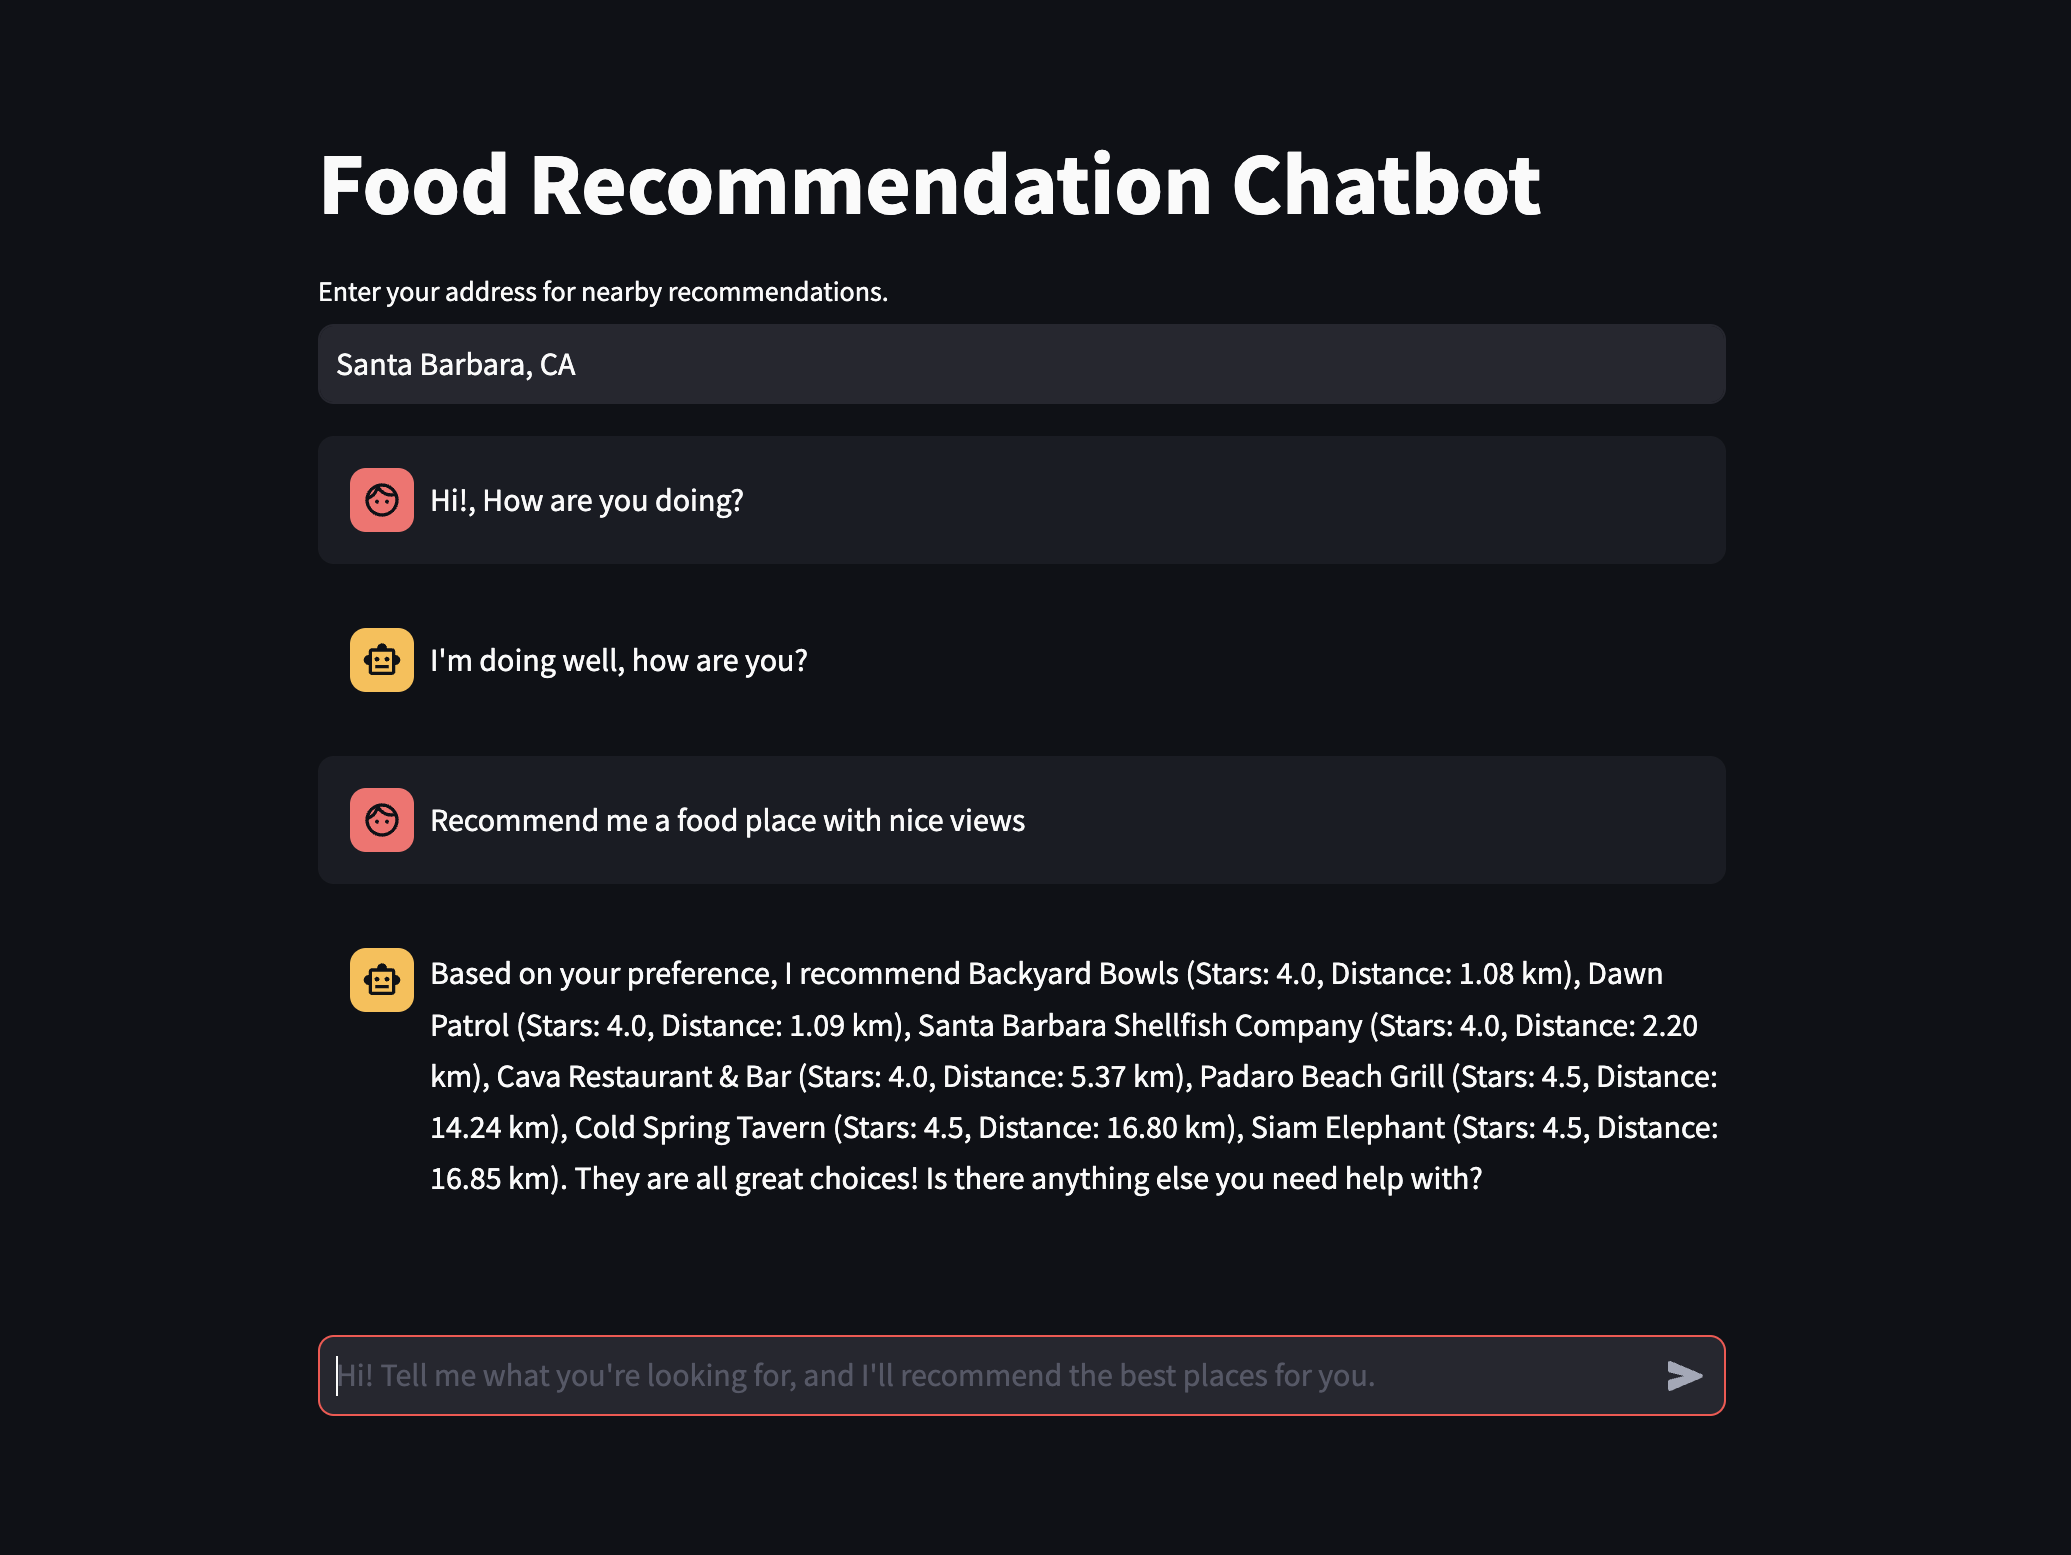 Food Recommendation Chatbot
Enter your address for nearby recommendations.
Santa Barbara, CA
Hi!, How are you doing?
I'm doing well, how are you?
Recommend me a food place with nice views
Based on your preference, I recommend Backyard Bowls (Stars: 4.0, Distance: 1.08 km), Dawn
Patrol (Stars: 4.0, Distance: 1.09 km), Santa Barbara Shellfish Company (Stars: 4.0, Distance: 2.20
km), Cava Restaurant & Bar (Stars: 4.0, Distance: 5.37 km), Padaro Beach Grill (Stars: 4.5, Distance:
14.24 km), Cold Spring Tavern (Stars: 4.5, Distance: 16.80 km), Siam Elephant (Stars: 4.5, Distance:
16.85 km). They are all great choices! Is there anything else you need help with?
Hi! Tell me what you're looking for, and I'll recommend the best places for you.